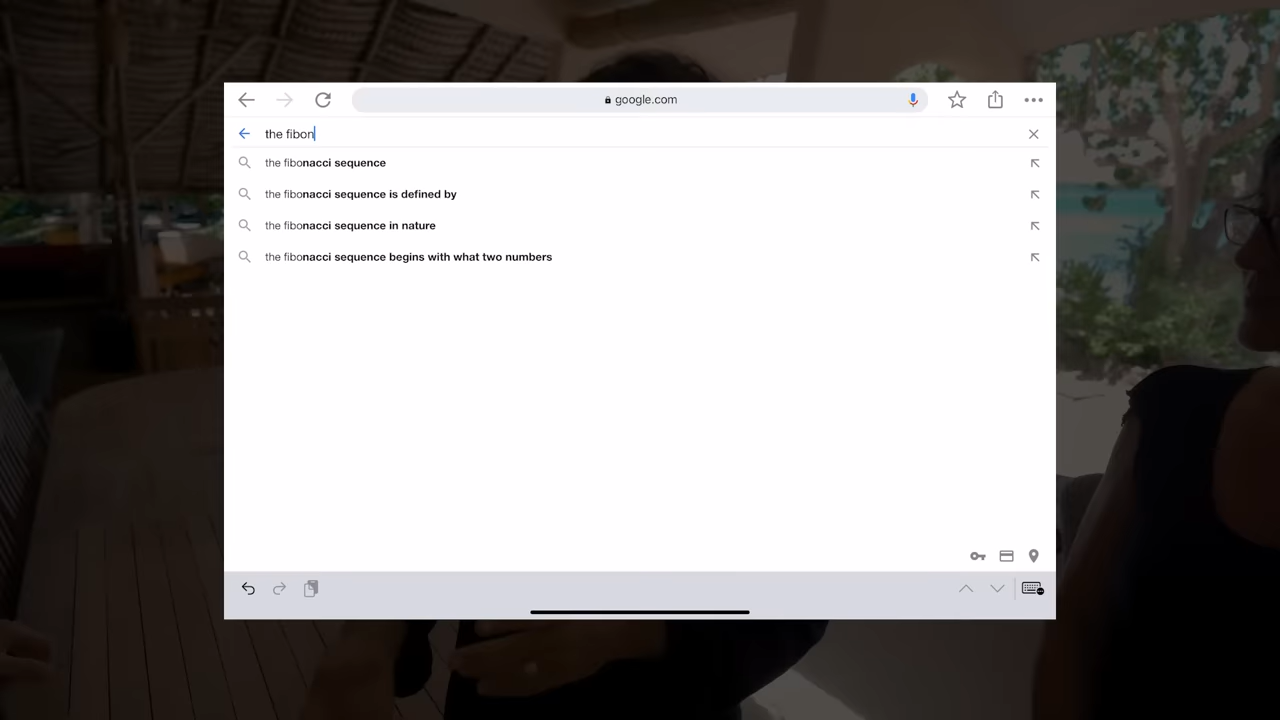 google.com
the fibon
the fibonacci sequence
the fibonacci sequence is defined by
the fibonacci sequence in nature
the fibonacci sequence begins with what two numbers